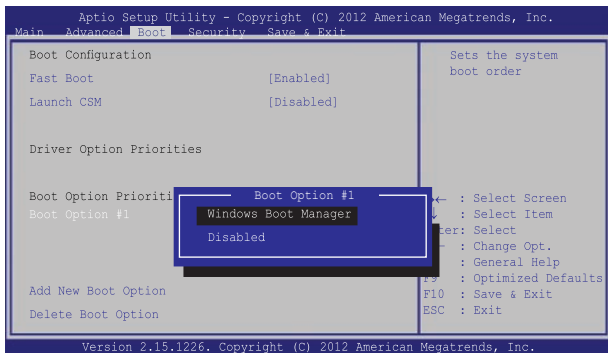 Aptio Setup Utility - Copyright (C) 2012 American Megatrends, Inc.
Main Advanced Boot Security Save & Exit
Boot Configuration
Fast Boot [Enabled]
Launch CSM [Disabled]
Driver Option Priorities
Boot Option Prioriti
Boot Option #1
Add New Boot Option
Delete Boot Option
Boot Option #1
Windows Boot Manager
Disabled
Sets the system
boot order
→← : Select Screen
↓ : Select Item
ter: Select
: Change Opt.
: General Help
F9 : Optimized Defaults
F10 : Save & Exit
ESC : Exit
Version 2.15.1226. Copyright (C) 2012 American Megatrends, Inc.